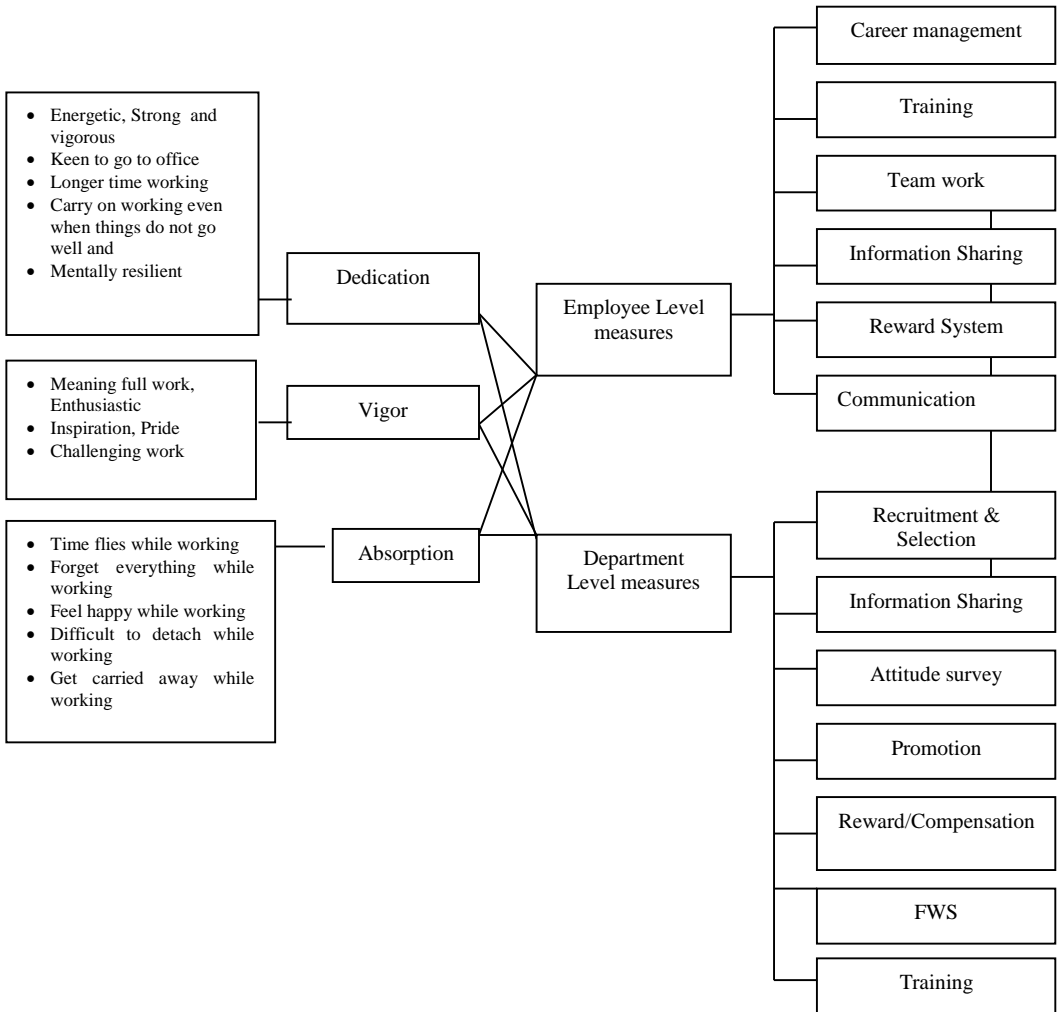 • Energetic, Strong and
vigorous
• Keen to go to office
• Longer time working
• Carry on working even
when things do not go
well and
• Mentally resilient
• Meaning full work,
Enthusiastic
• Inspiration, Pride
• Challenging work
• Time flies while working
• Forget everything while
working
• Feel happy while working
• Difficult to detach while
working
• Get carried away while
working
Dedication
Vigor
Absorption
Employee Level
measures
Department
Level measures
Career management
Training
Team work
Information Sharing
Reward System
Communication
Recruitment &
Selection
Information Sharing
Attitude survey
Promotion
Reward/Compensation
FWS
Training